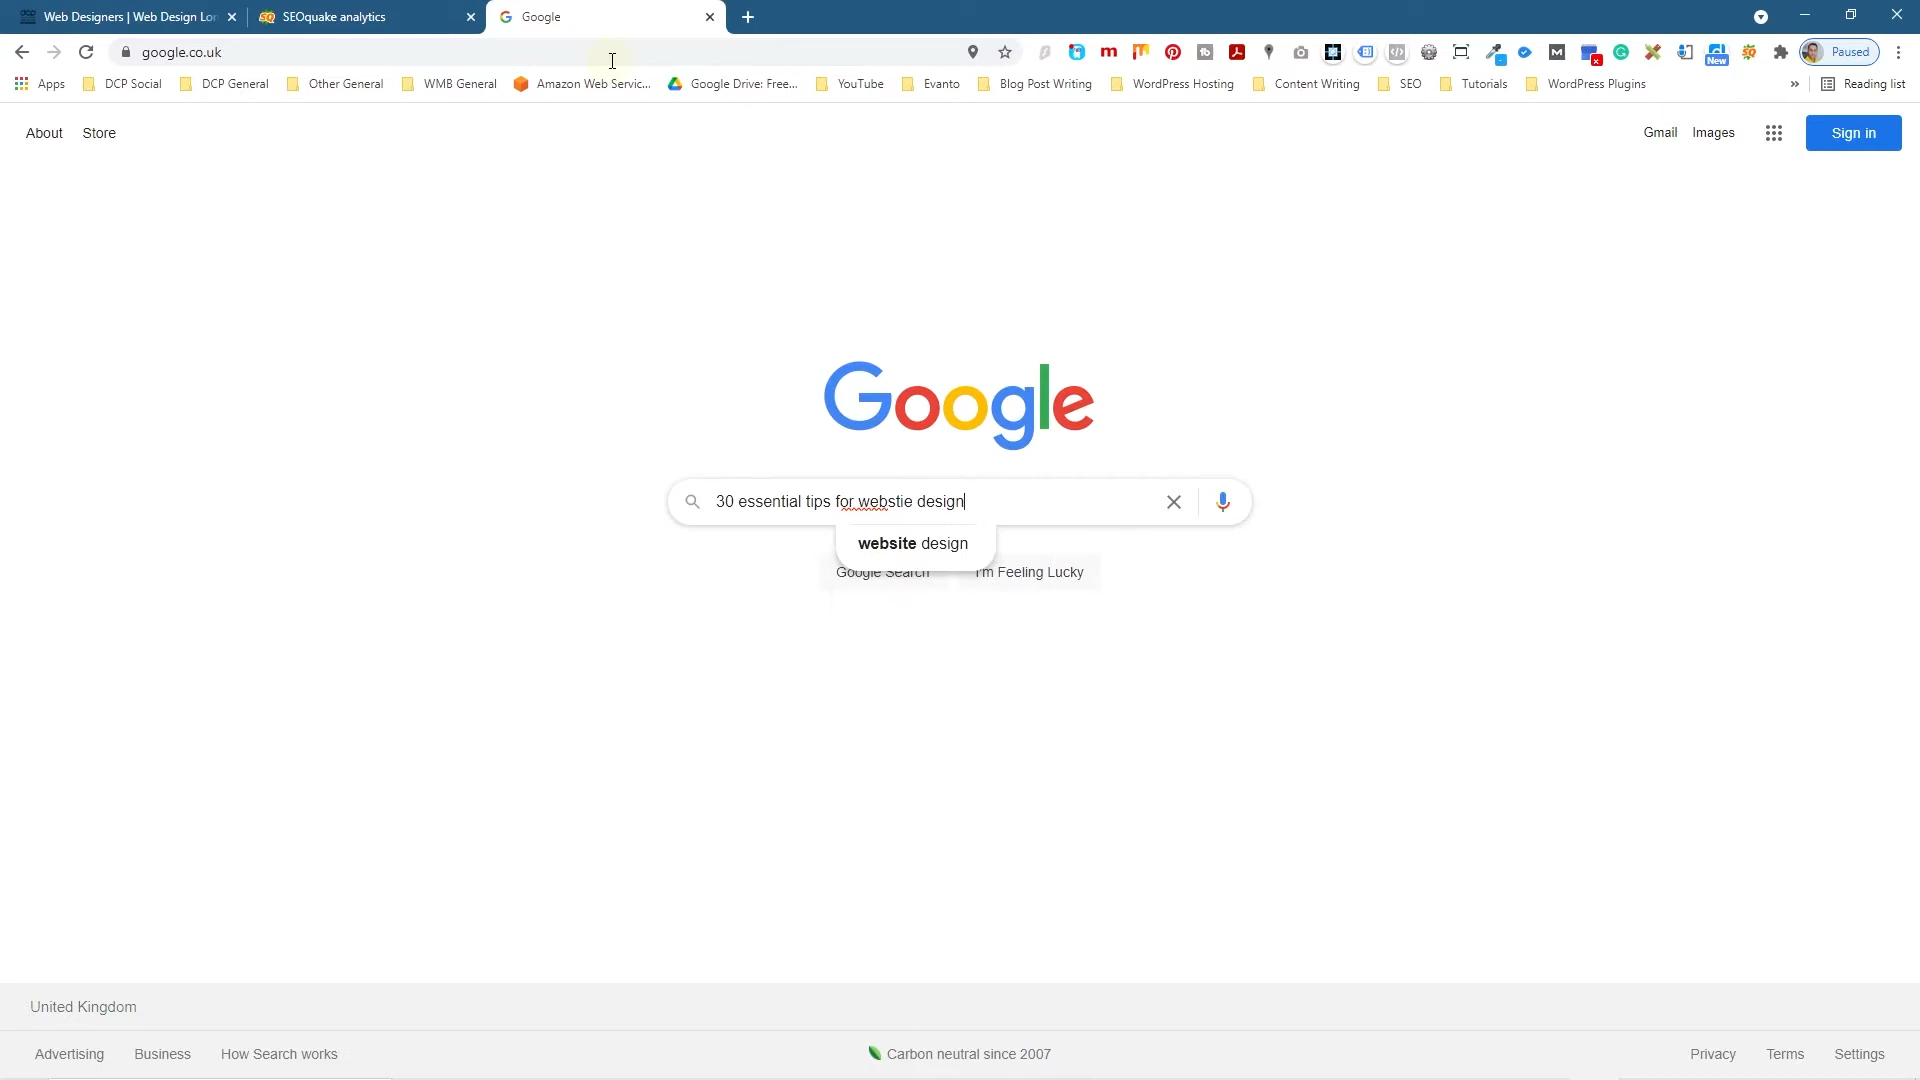 Web Designers | Web Design Lon
SEOquake analytics
Google
google.co.uk
Paused
Apps
DCP Social
DCP General
Other General
WMB General
Amazon Web Servic...
Google Drive: Free...
YouTube
Evanto
Blog Post Writing
WordPress Hosting
Content Writing
SEO
Tutorials
WordPress Plugins
»
Reading list
About
Store
Gmail
Images
Sign in
Google
30 essential tips for webstie design
website design
Google Search
I'm Feeling Lucky
United Kingdom
Advertising
Business
How Search works
Carbon neutral since 2007
Privacy
Terms
Settings